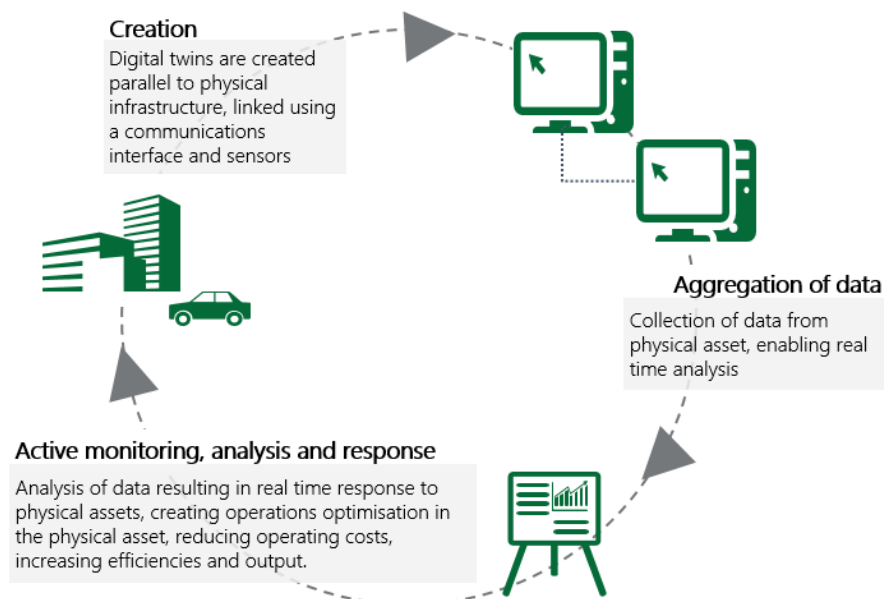 Creation
Digital twins are created
parallel to physical
infrastructure, linked using
a communications
interface and sensors
Aggregation of data
Collection of data from
physical asset, enabling real
time analysis
Active monitoring, analysis and response
Analysis of data resulting in real time response to
physical assets, creating operations optimisation in
the physical asset, reducing operating costs,
increasing efficiencies and output.